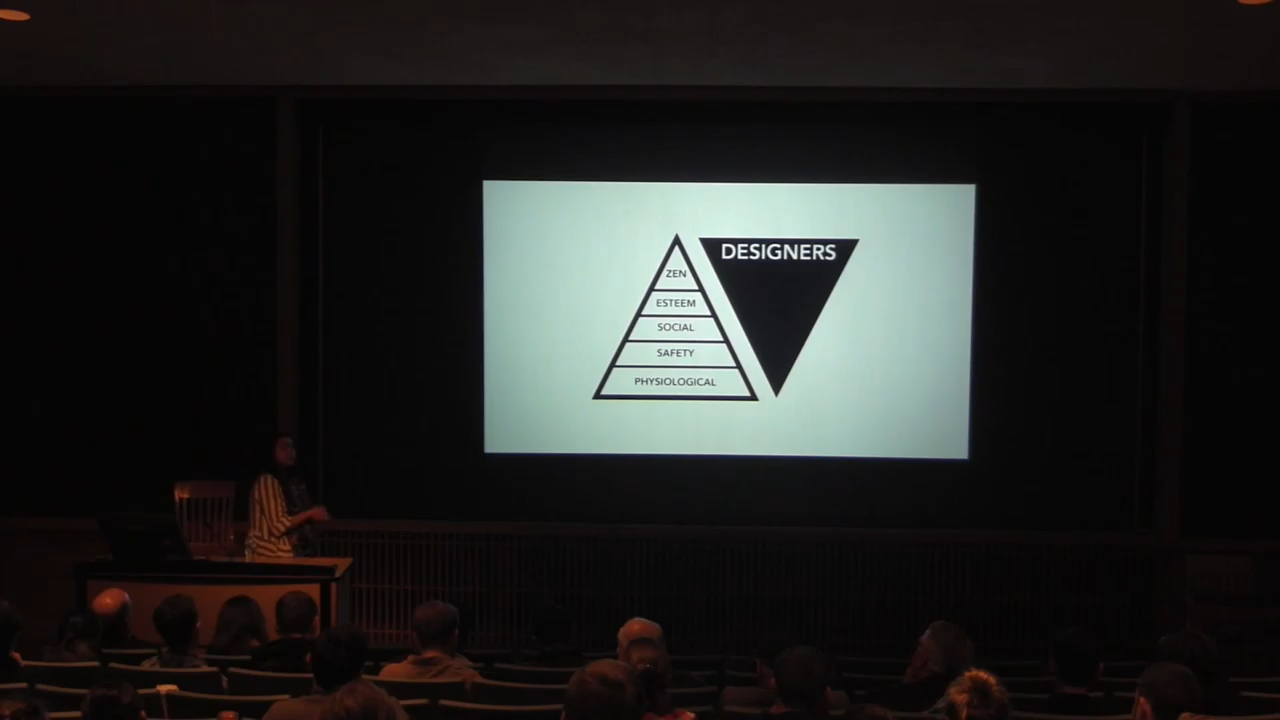 DESIGNERS
ZEN
ESTEEM
SOCIAL
SAFETY
PHYSIOLOGICAL